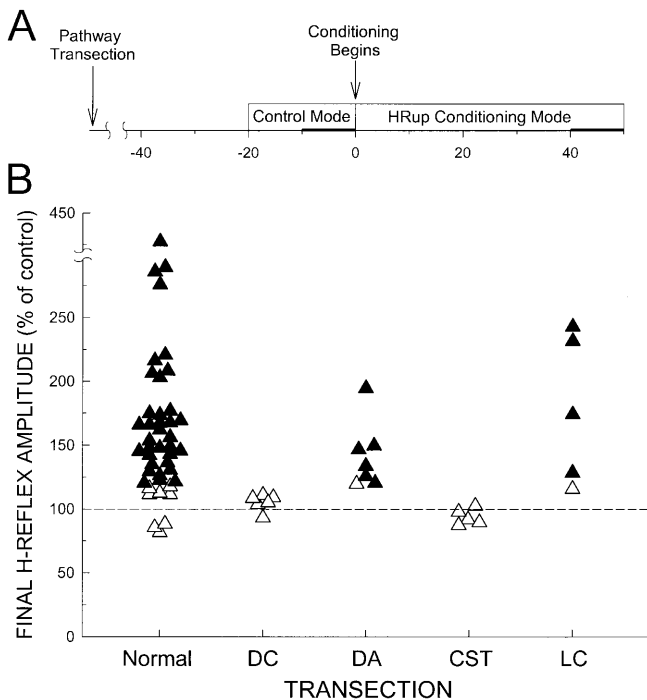 A
Pathway
Transection
Conditioning
Begins
Control Mode
HRup Conditioning Mode
-40
-20
0
20
40
B
FINAL H-REFLEX AMPLITUDE (% of control)
450
250
200
150
100
50
0
Normal
DC
DA
CST
LC
TRANSECTION